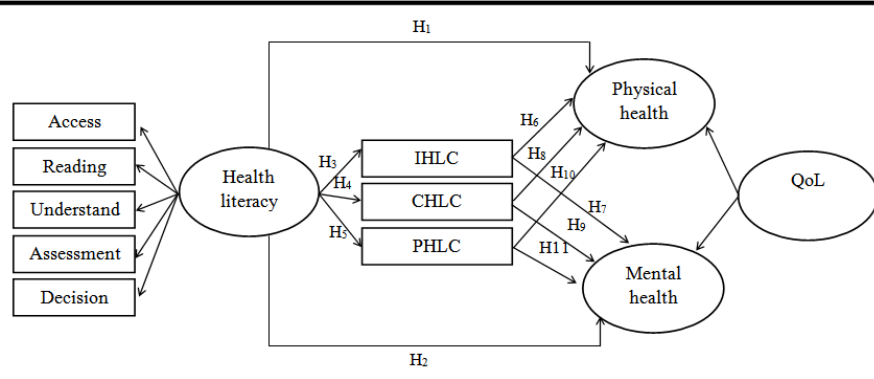 H1
Access
Reading
Understand
Assessment
Decision
Health
literacy
H3
H4
H5
IHLC
CHLC
PHLC
H6
H8
H10
H7
H9
H11
Physical
health
Mental
health
QoL
H2